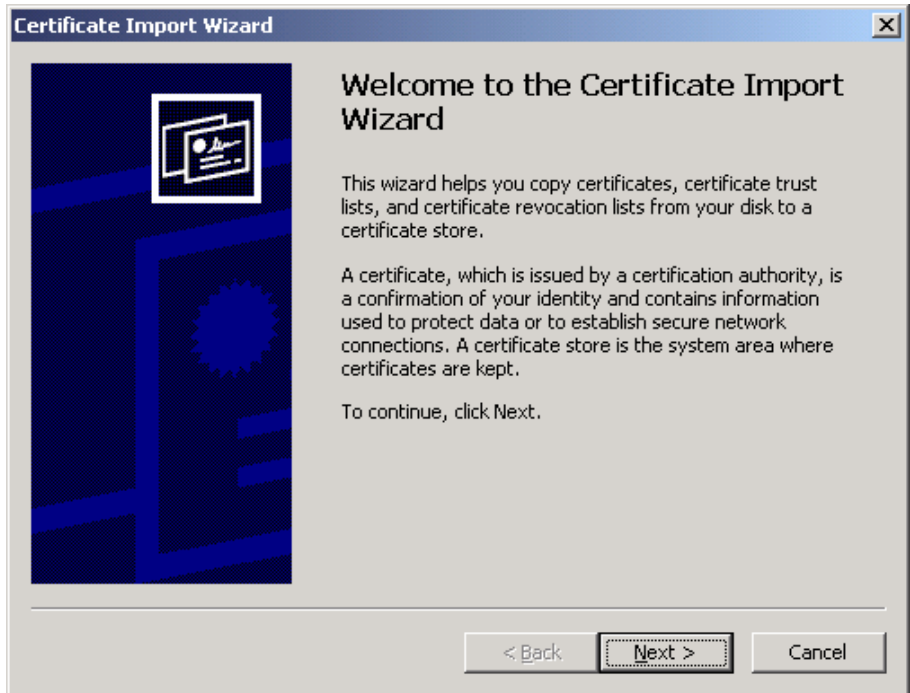 Certificate Import Wizard
Welcome to the Certificate Import
Wizard
This wizard helps you copy certificates, certificate trust
lists, and certificate revocation lists from your disk to a
certificate store.
A certificate, which is issued by a certification authority, is
a confirmation of your identity and contains information
used to protect data or to establish secure network
connections. A certificate store is the system area where
certificates are kept.
To continue, click Next.
< Back
Next >
Cancel